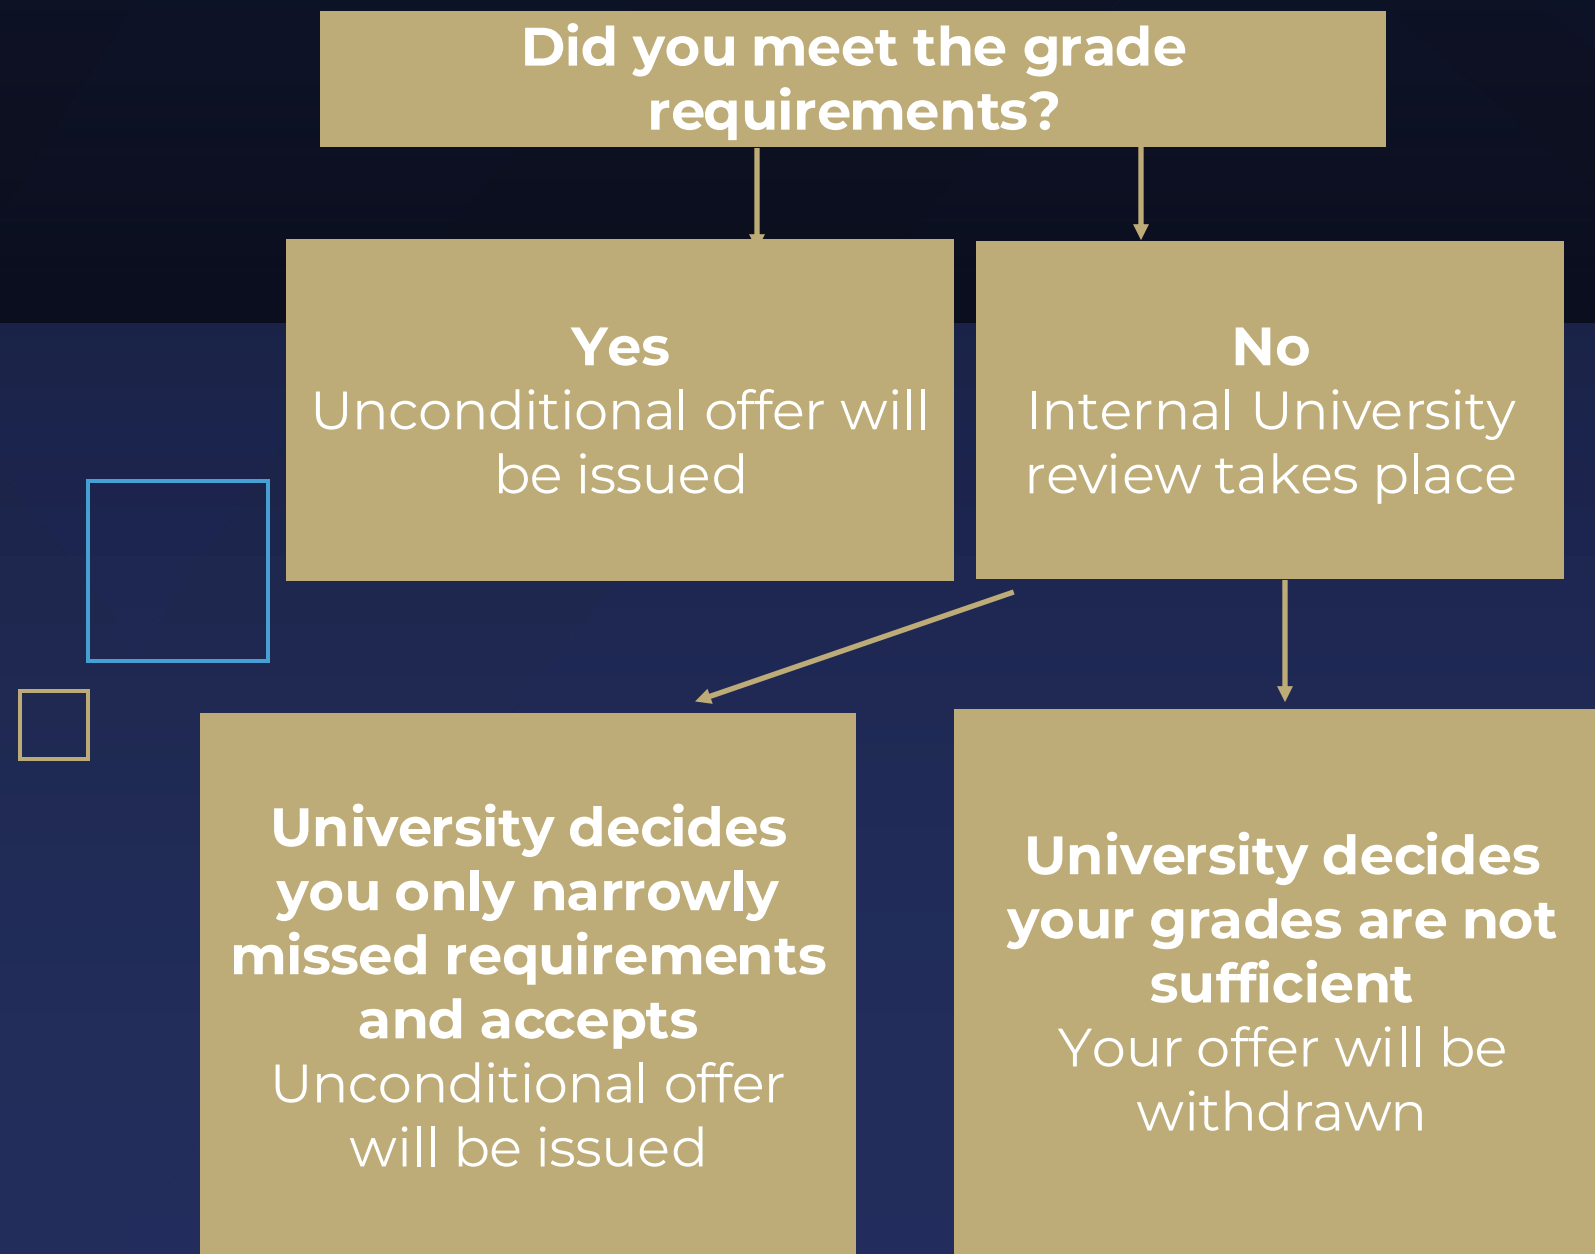 Did you meet the grade
requirements?
Yes
Unconditional offer will
be issued
No
Internal University
review takes place
University decides
you only narrowly
missed requirements
and accepts
Unconditional offer
will be issued
University decides
your grades are not
sufficient
Your offer will be
withdrawn